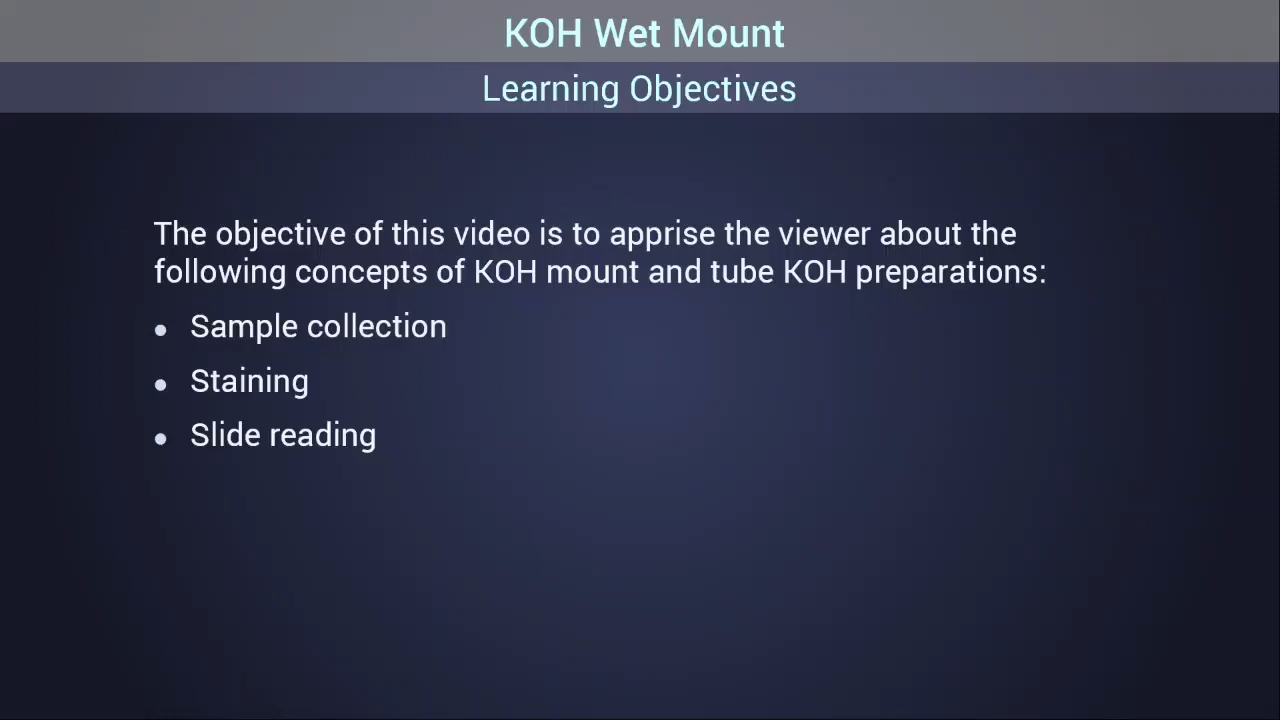 KOH Wet Mount
Learning Objectives
The objective of this video is to apprise the viewer about the
following concepts of KOH mount and tube KOH preparations:
• Sample collection
• Staining
• Slide reading